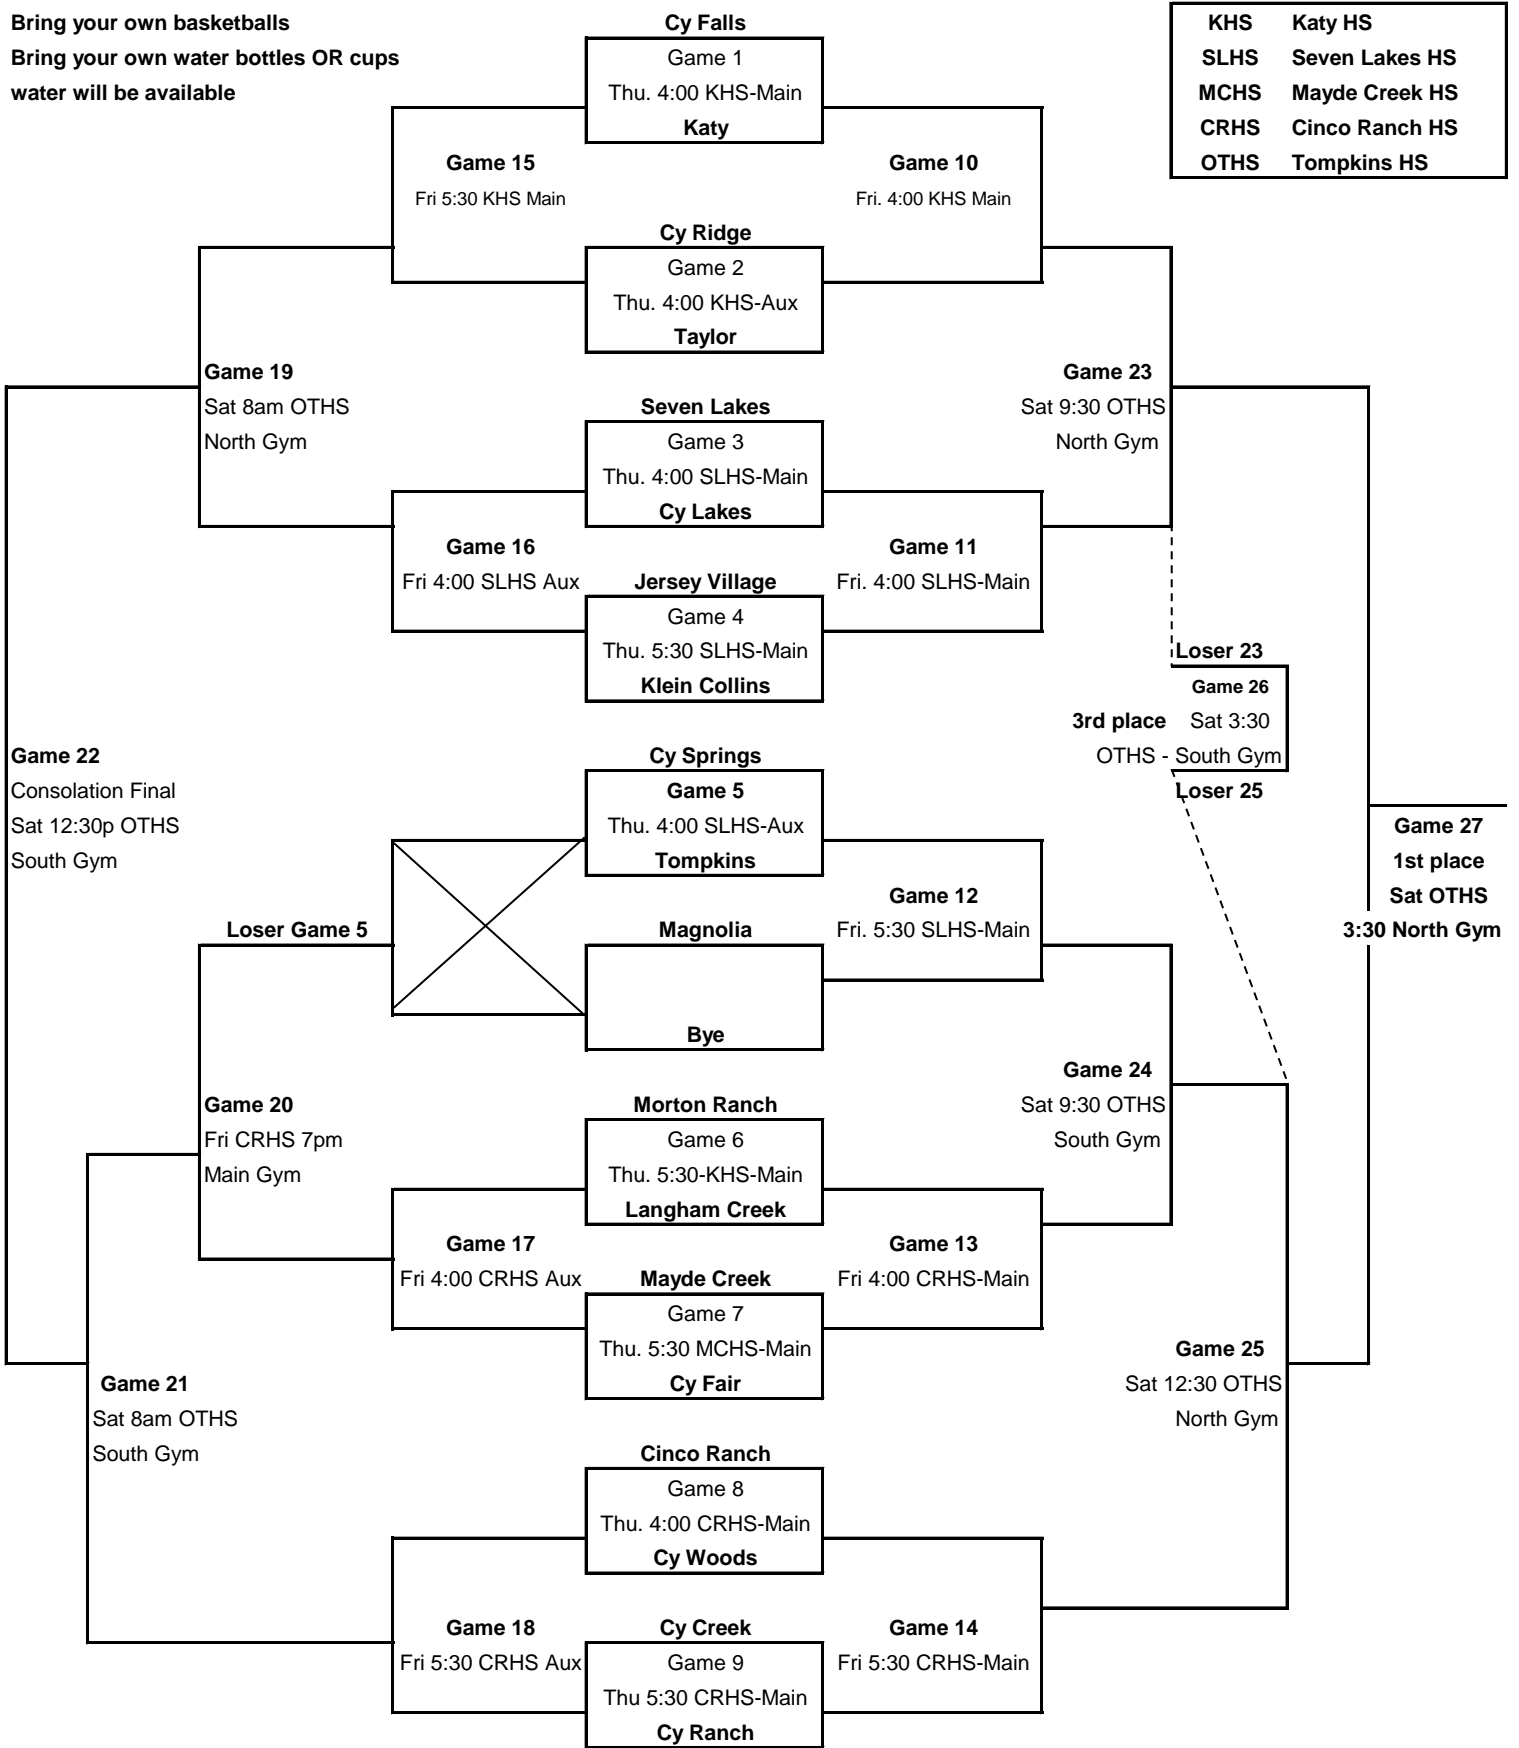 Bring your own basketballs
Bring your own water bottles OR cups
water will be available
KHS Katy HS
SLHS Seven Lakes HS
MCHS Mayde Creek HS
CRHS Cinco Ranch HS
OTHS Tompkins HS
Cy Falls
Game 1
Thu. 4:00 KHS-Main
Katy
Game 15
Fri 5:30 KHS Main
Game 10
Fri. 4:00 KHS Main
Cy Ridge
Game 2
Thu. 4:00 KHS-Aux
Taylor
Game 19
Sat 8am OTHS
North Gym
Game 23
Sat 9:30 OTHS
North Gym
Seven Lakes
Game 3
Thu. 4:00 SLHS-Main
Cy Lakes
Game 16
Fri 4:00 SLHS Aux
Game 11
Fri. 4:00 SLHS-Main
Jersey Village
Game 4
Thu. 5:30 SLHS-Main
Klein Collins
Loser 23
Game 26
3rd place Sat 3:30
OTHS - South Gym
Loser 25
Game 22
Consolation Final
Sat 12:30p OTHS
South Gym
Cy Springs
Game 5
Thu. 4:00 SLHS-Aux
Tompkins
Game 27
1st place
Sat OTHS
3:30 North Gym
Loser Game 5
Game 12
Fri. 5:30 SLHS-Main
Magnolia
Bye
Game 24
Sat 9:30 OTHS
South Gym
Game 20
Fri CRHS 7pm
Main Gym
Morton Ranch
Game 6
Thu. 5:30-KHS-Main
Langham Creek
Game 17
Fri 4:00 CRHS Aux
Game 13
Fri 4:00 CRHS-Main
Mayde Creek
Game 7
Thu. 5:30 MCHS-Main
Cy Fair
Game 21
Sat 8am OTHS
South Gym
Game 25
Sat 12:30 OTHS
North Gym
Cinco Ranch
Game 8
Thu. 4:00 CRHS-Main
Cy Woods
Game 18
Fri 5:30 CRHS Aux
Game 14
Fri 5:30 CRHS-Main
Cy Creek
Game 9
Thu 5:30 CRHS-Main
Cy Ranch